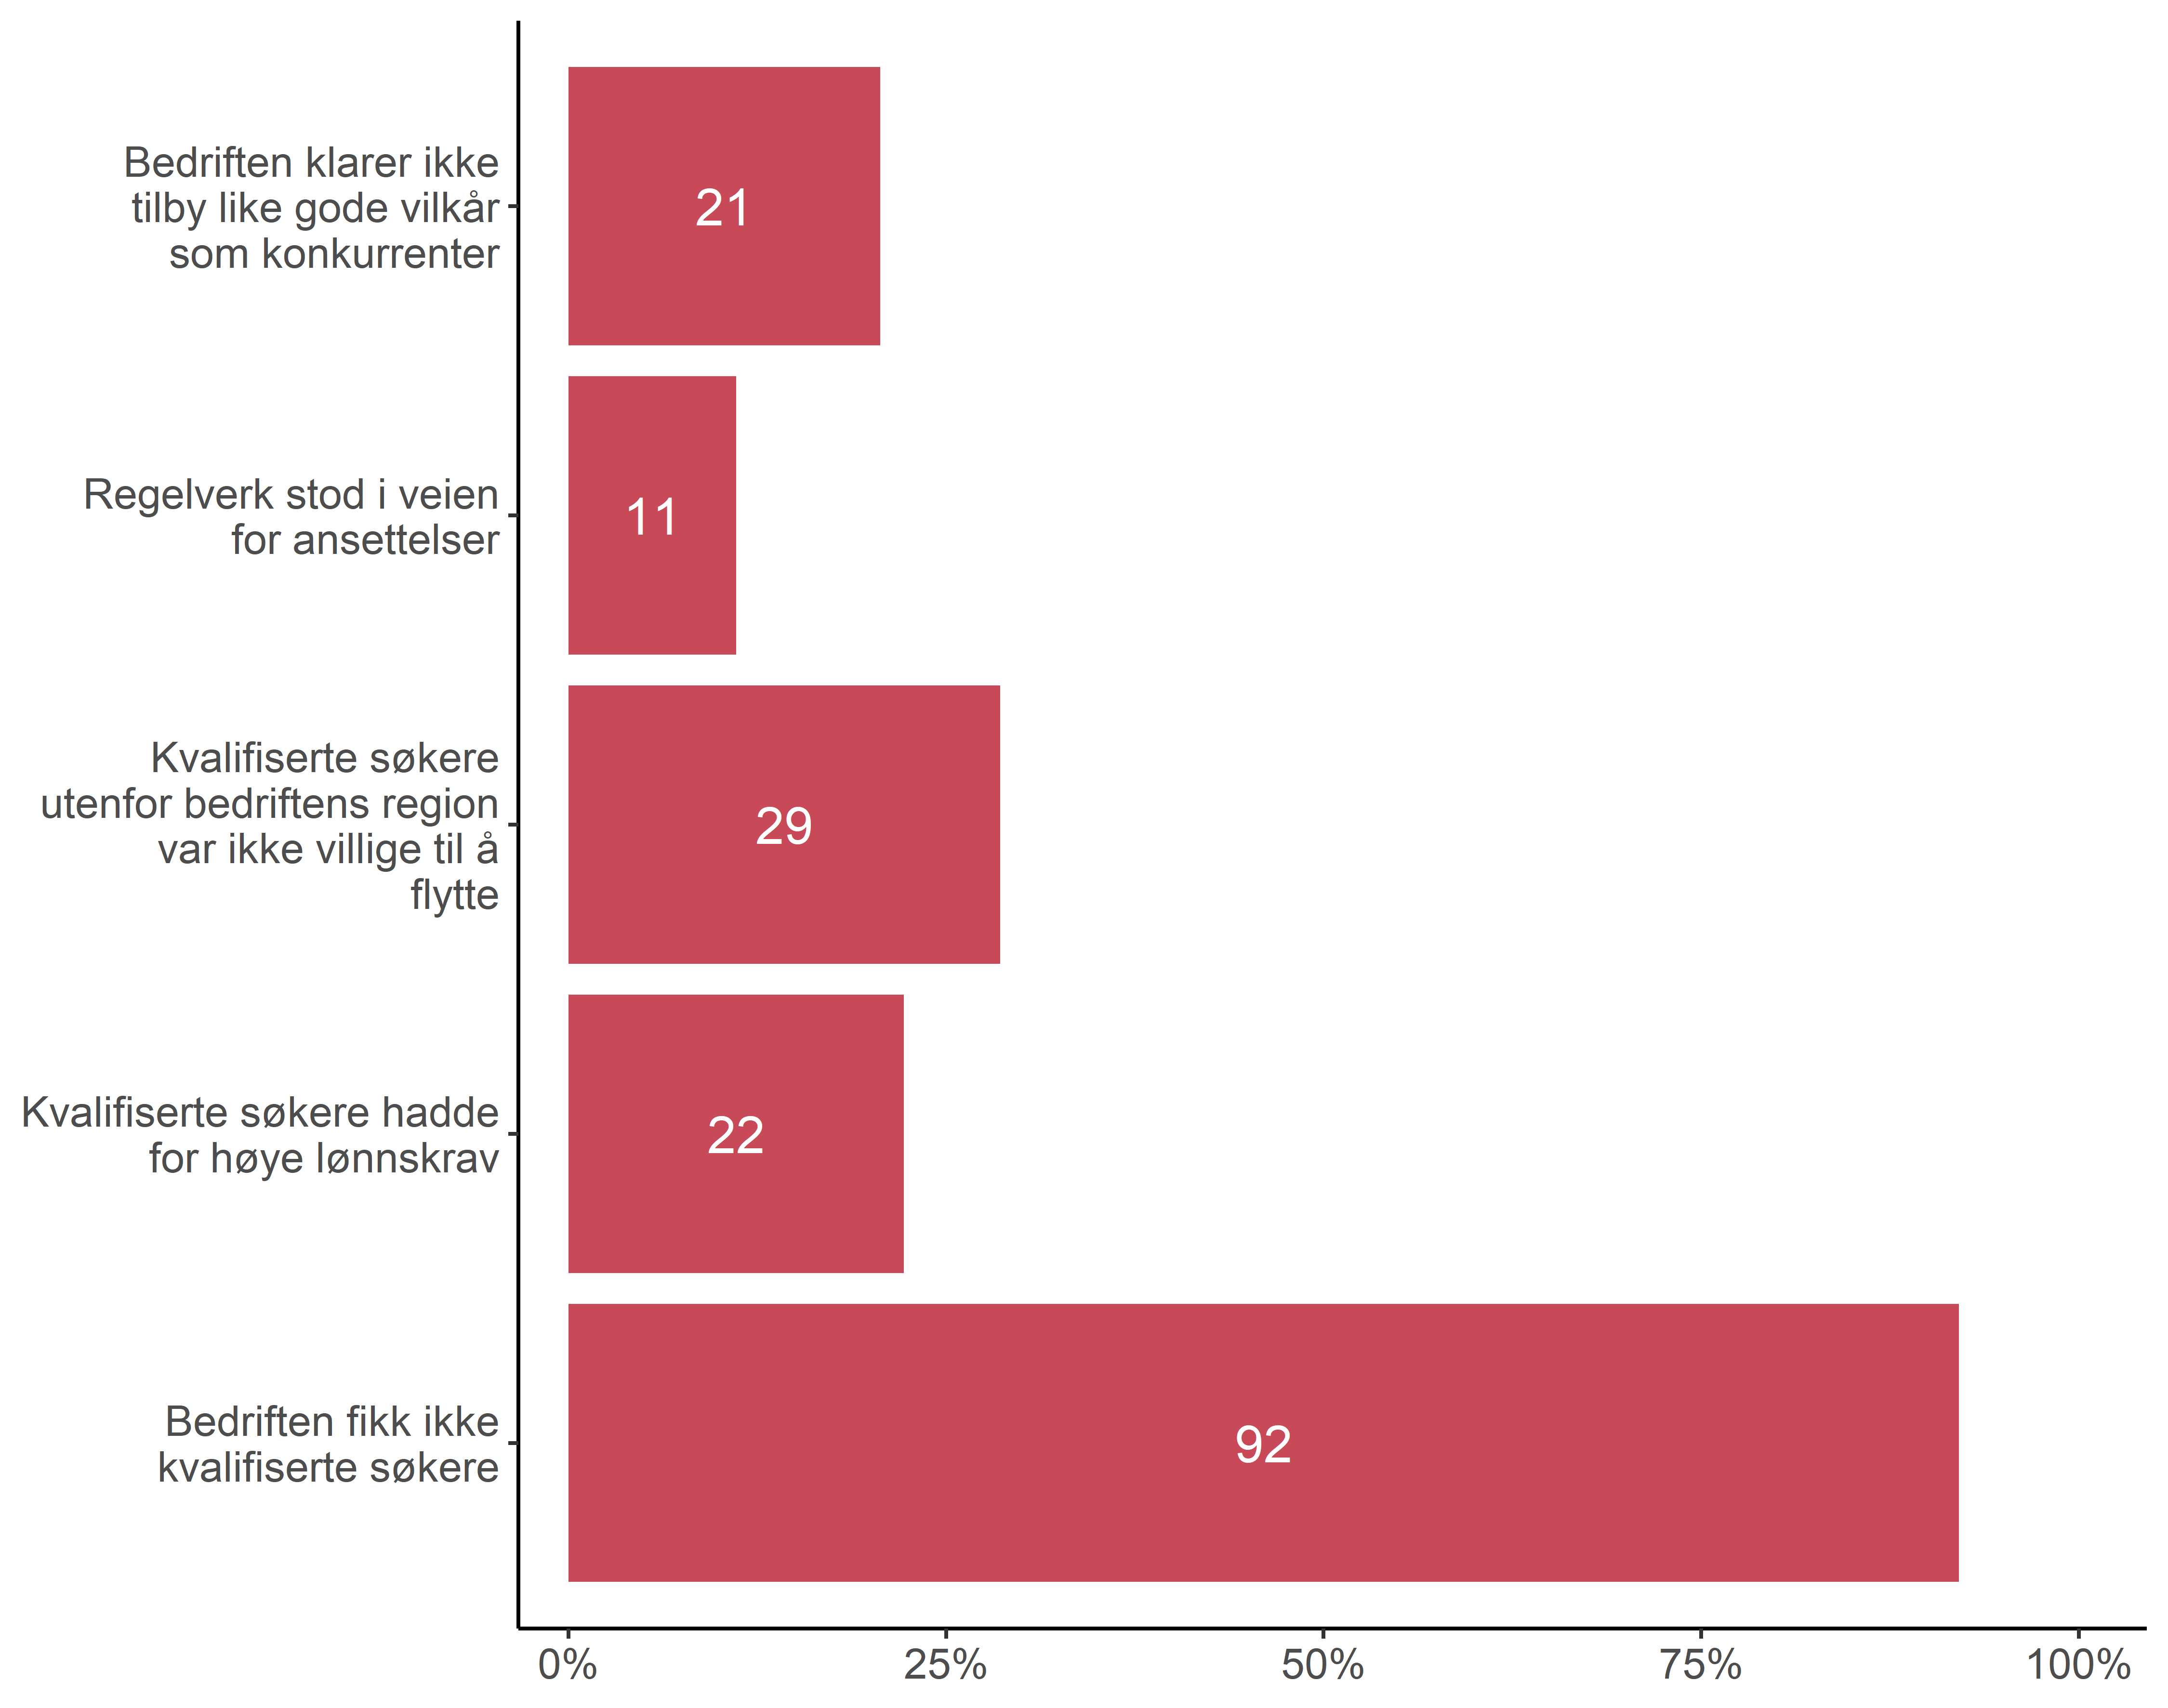 Bedriften klarer ikke
tilby like gode vilkår
som konkurrenter
21
Regelverk stod i veien
for ansettelser
11
Kvalifiserte søkere
utenfor bedriftens region
var ikke villige til å
flytte
29
Kvalifiserte søkere hadde
for høye lønnskrav
22
Bedriften fikk ikke
kvalifiserte søkere
92
0% 25% 50% 75% 100%